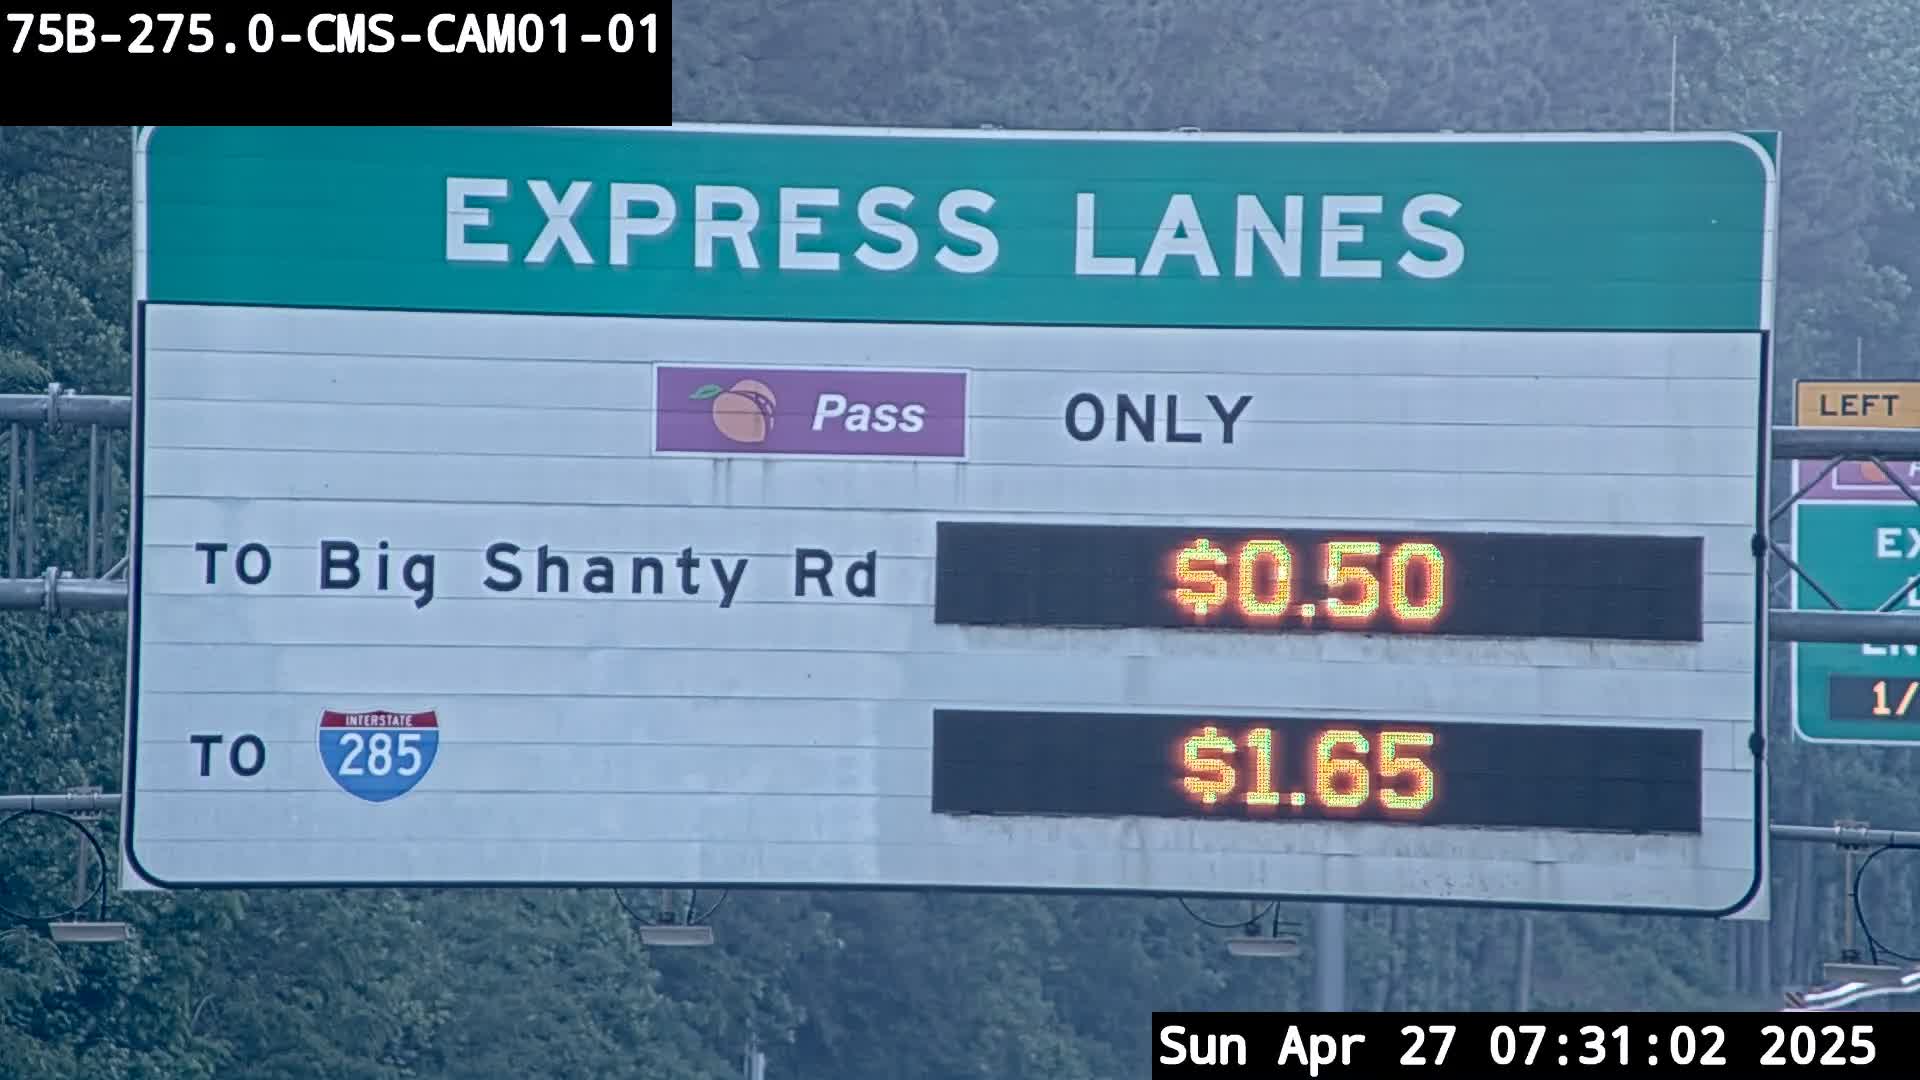 75B-275.0-CMS-CAM01-01
EXPRESS LANES
Pass ONLY
TO Big Shanty Rd $0.50
TO INTERSTATE 285 $1.65
LEFT
1/
Sun Apr 27 07:31:02 2025